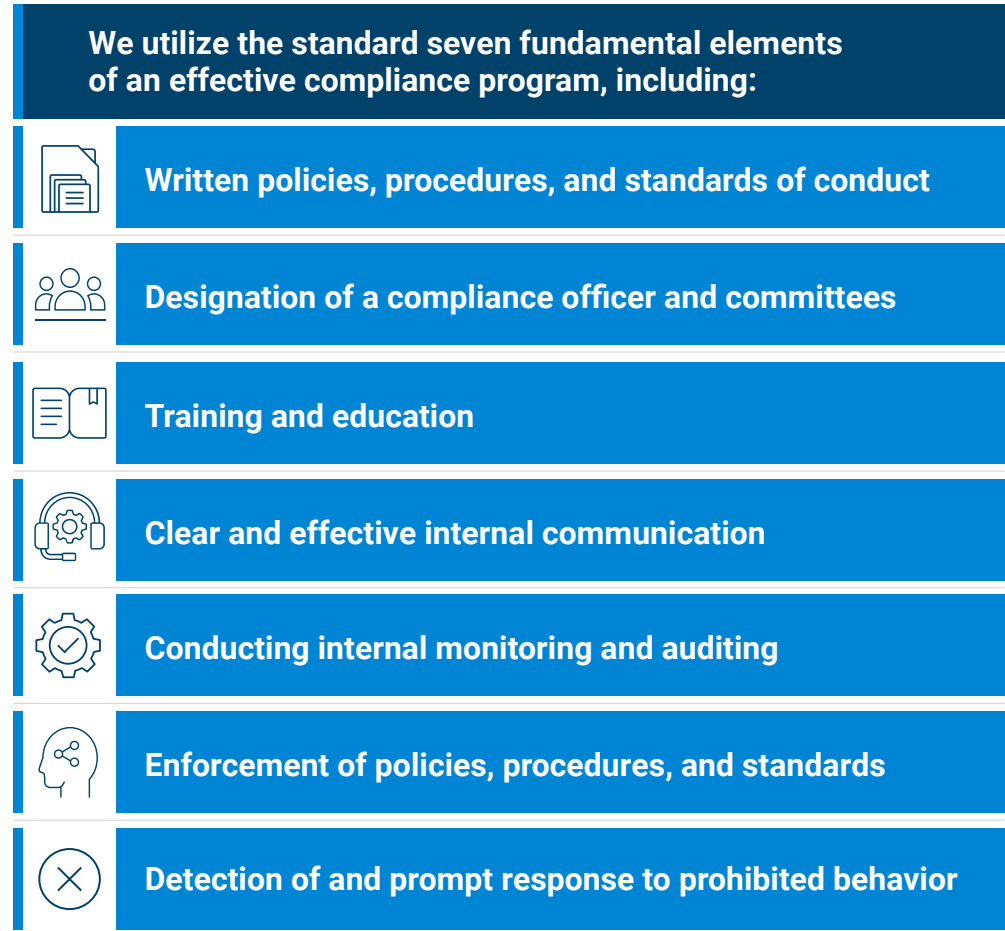 We utilize the standard seven fundamental elements
of an effective compliance program, including:
Written policies, procedures, and standards of conduct
Designation of a compliance officer and committees
Training and education
Clear and effective internal communication
Conducting internal monitoring and auditing
Enforcement of policies, procedures, and standards
Detection of and prompt response to prohibited behavior